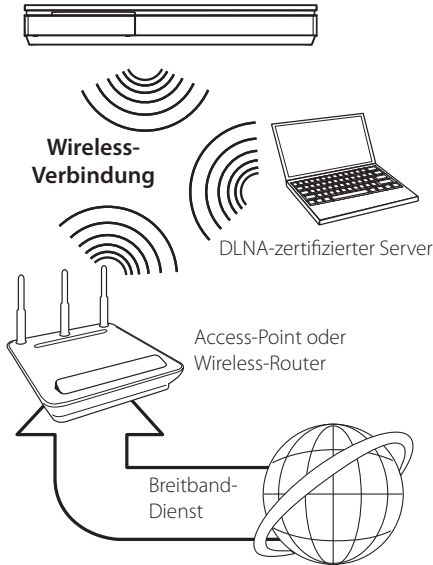 Wireless-
Verbindung
DLNA-zertifizierter Server
Access-Point oder
Wireless-Router
Breitband-
Dienst